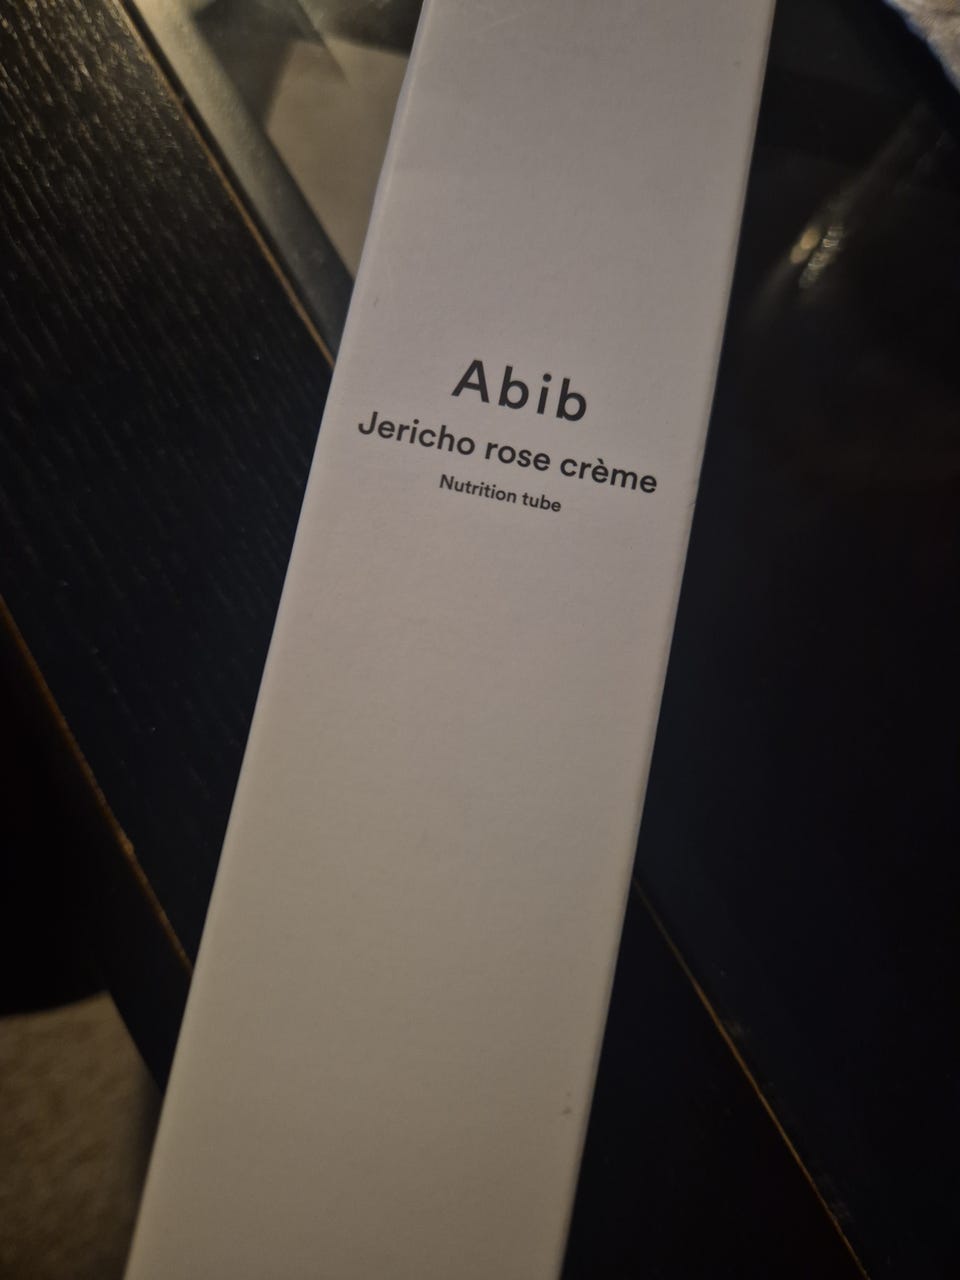 Abib
Jericho rose crème
Nutrition tube